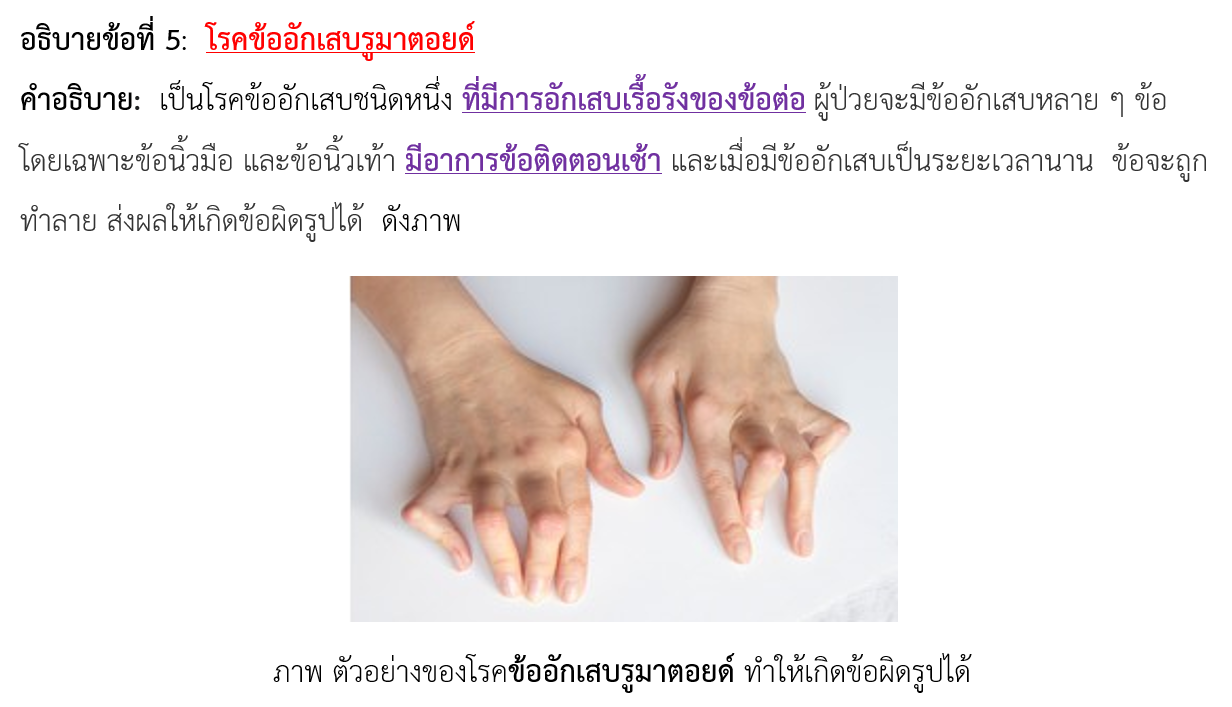 อธิบายข้อที่ 5: โรคข้ออักเสบรูมาตอยด์
คำอธิบาย: เป็นโรคข้ออักเสบชนิดหนึ่ง ที่มีการอักเสบเรื้อรังของข้อต่อ ผู้ป่วยจะมีข้ออักเสบหลาย ๆ ข้อ
โดยเฉพาะข้อนิ้วมือ และข้อนิ้วเท้า มีอาการข้อติดตอนเช้า และเมื่อมีข้ออักเสบเป็นระยะเวลานาน ข้อจะถูก
ทำลาย ส่งผลให้เกิดข้อผิดรูปได้ ดังภาพ
ภาพ ตัวอย่างของโรคข้ออักเสบรูมาตอยด์ ทำให้เกิดข้อผิดรูปได้